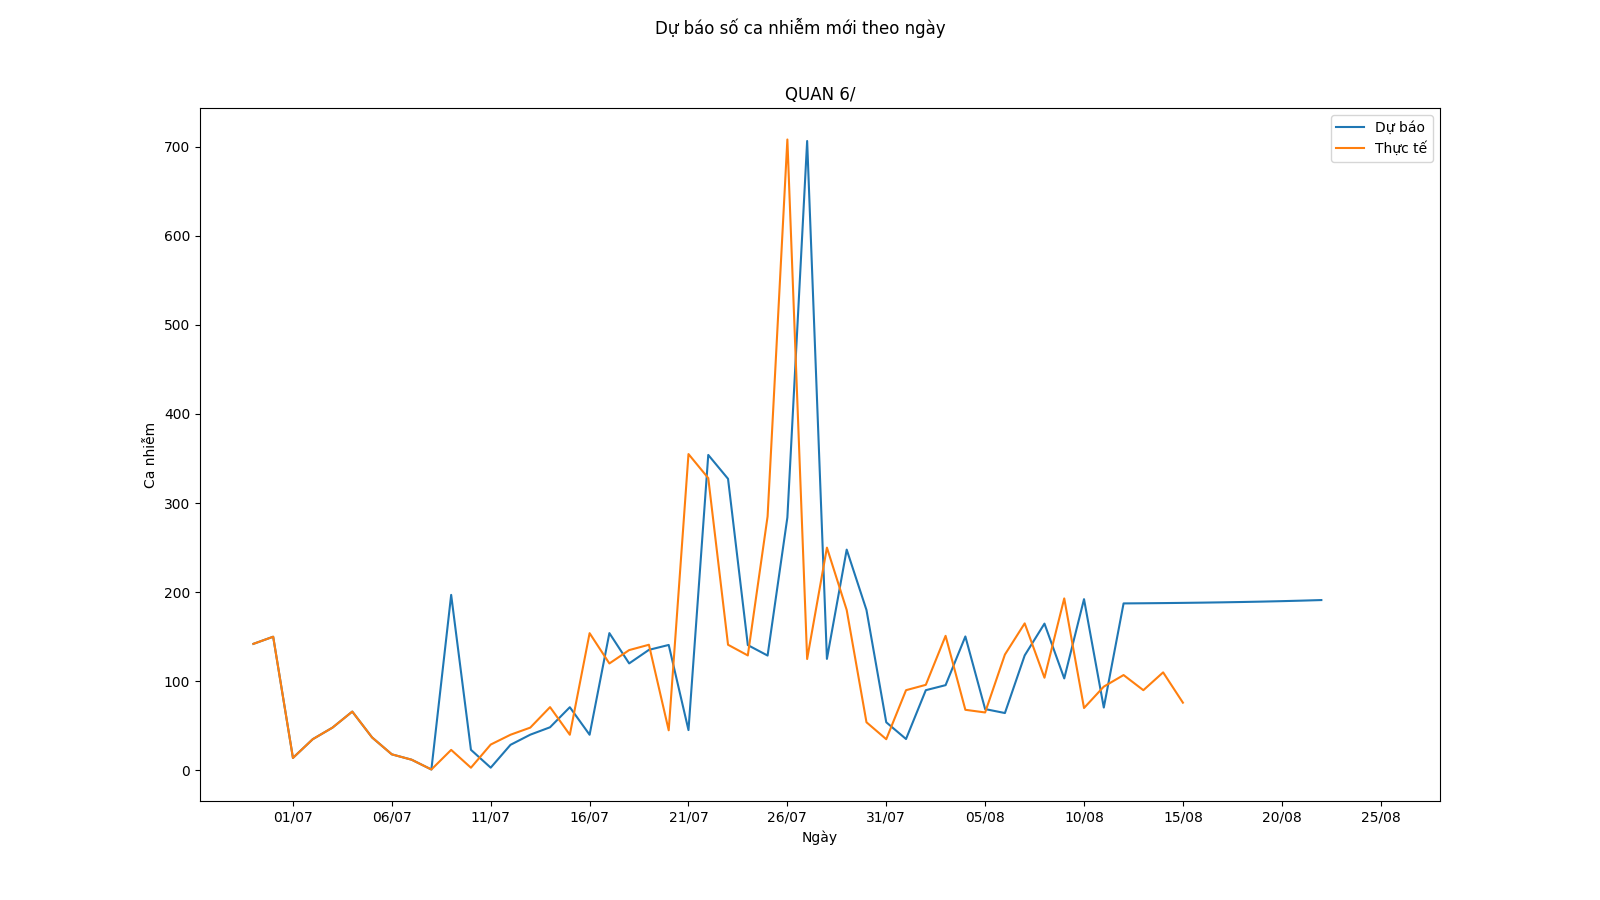 Dự báo số ca nhiễm mới theo ngày
QUAN 6/
Dự báo
Thực tế
700
600
500
400
300
200
100
0
Ca nhiễm
01/07 06/07 11/07 16/07 21/07 26/07 31/07 05/08 10/08 15/08 20/08 25/08
Ngày